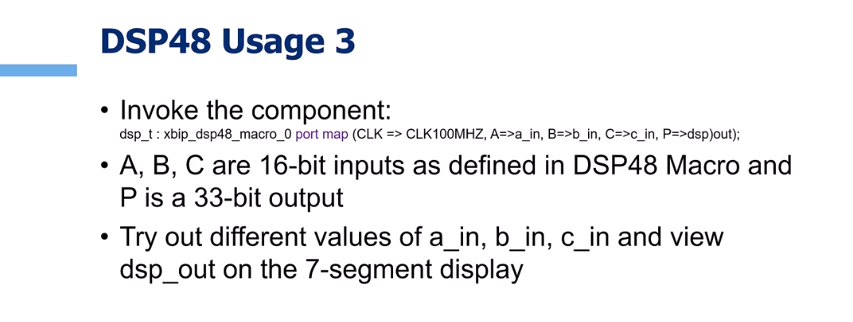 DSP48 Usage 3
• Invoke the component:
dsp_t : xbip_dsp48_macro_0 port map (CLK => CLK100MHZ, A=>a_in, B=>b_in, C=>c_in, P=>dsp)out);
• A, B, C are 16-bit inputs as defined in DSP48 Macro and
P is a 33-bit output
• Try out different values of a_in, b_in, c_in and view
dsp_out on the 7-segment display